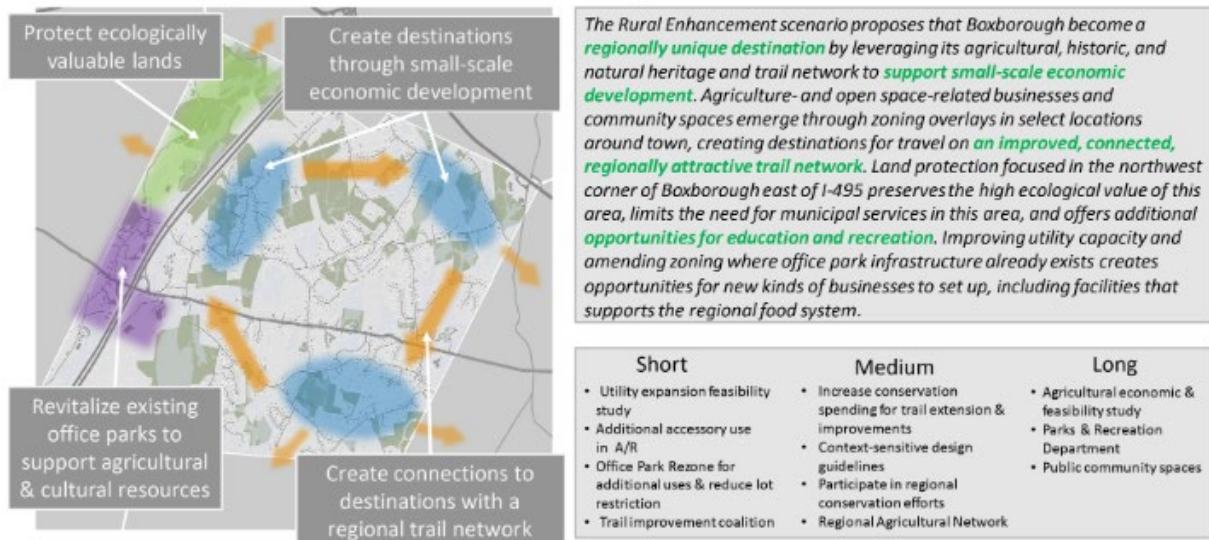 Protect ecologically
valuable lands
Create destinations
through small-scale
economic development
Revitalize existing
office parks to
support agricultural
& cultural resources
Create connections to
destinations with a
regional trail network
The Rural Enhancement scenario proposes that Boxborough become a
regionally unique destination by leveraging its agricultural, historic, and
natural heritage and trail network to support small-scale economic
development. Agriculture- and open space-related businesses and
community spaces emerge through zoning overlays in select locations
around town, creating destinations for travel on an improved, connected,
regionally attractive trail network. Land protection focused in the northwest
corner of Boxborough east of I-495 preserves the high ecological value of this
area, limits the need for municipal services in this area, and offers additional
opportunities for education and recreation. Improving utility capacity and
amending zoning where office park infrastructure already exists creates
opportunities for new kinds of businesses to set up, including facilities that
supports the regional food system.
Short
• Utility expansion feasibility
study
• Additional accessory use
in A/R
• Office Park Rezone for
additional uses & reduce lot
restriction
• Trail improvement coalition
Medium
• Increase conservation
spending for trail extension &
improvements
• Context-sensitive design
guidelines
• Participate in regional
conservation efforts
• Regional Agricultural Network
Long
• Agricultural economic &
feasibility study
• Parks & Recreation
Department
• Public community spaces